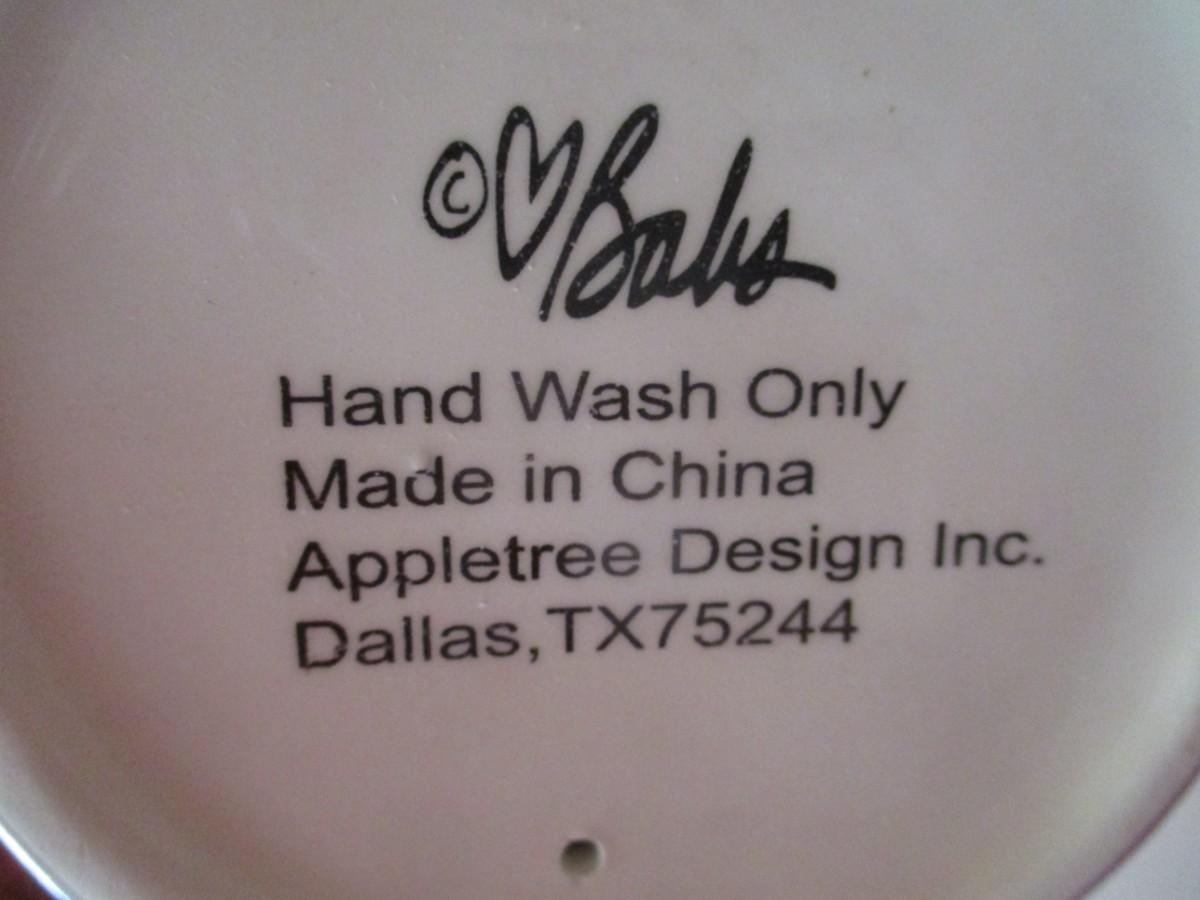 © ♡ Babs
Hand Wash Only
Made in China
Appletree Design Inc.
Dallas,TX75244